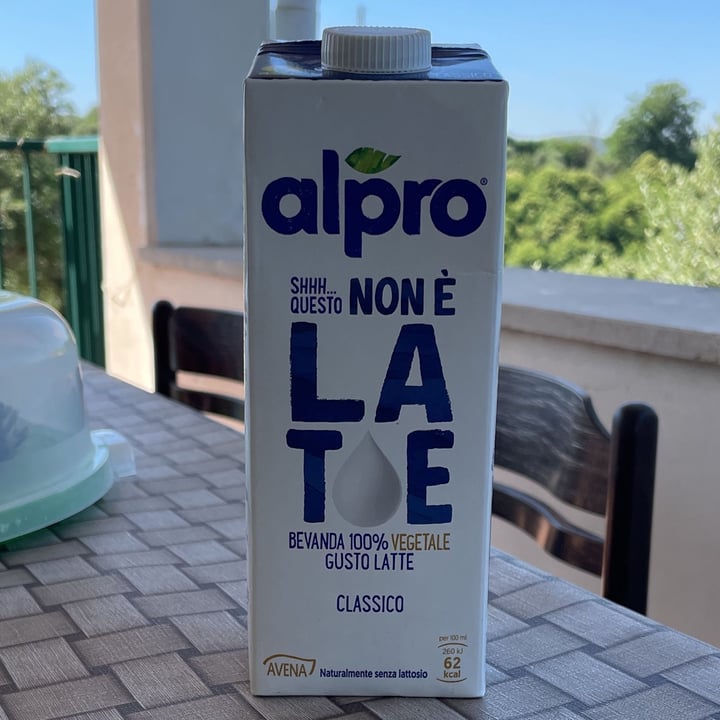 CLASSICO
alpro®
SHHH...
QUESTO NON È
LA
T E
BEVANDA 100% VEGETALE
GUSTO LATTE
CLASSICO
per 100 ml
260 kJ
62
kcal
AVENA
Naturalmente senza lattosio